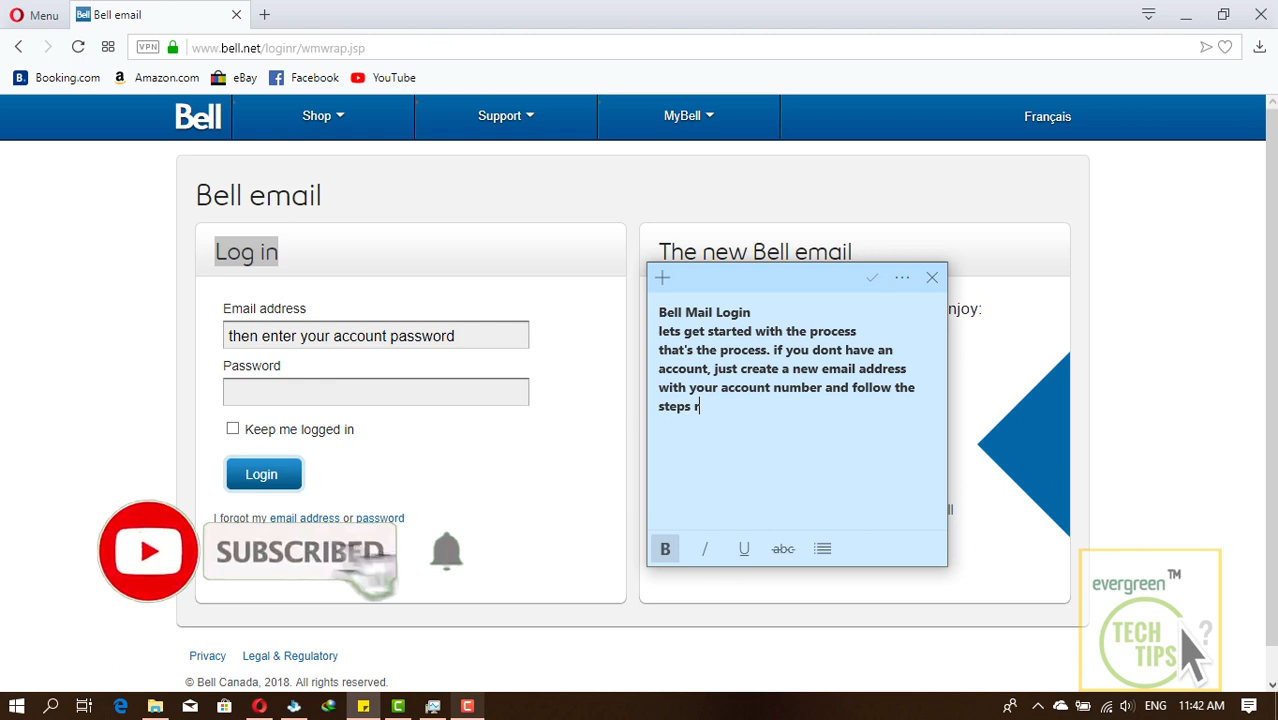 Menu
Bell email
VPN
www.bell.net/loginr/wmwrap.jsp
Booking.com
Amazon.com
eBay
Facebook
YouTube
Bell
Shop
Support
MyBell
Français
Bell email
Log in
Email address
then enter your account password
Password
Keep me logged in
Login
I forgot my email address or password
The new Bell email
njoy:
Bell Mail Login
lets get started with the process
that's the process. if you dont have an
account, just create a new email address
with your account number and follow the
steps r
B / U abc
SUBSCRIBED
evergreen™
TECH
TIPS
?
Privacy
Legal & Regulatory
© Bell Canada, 2018. All rights reserved.
ENG
11:42 AM